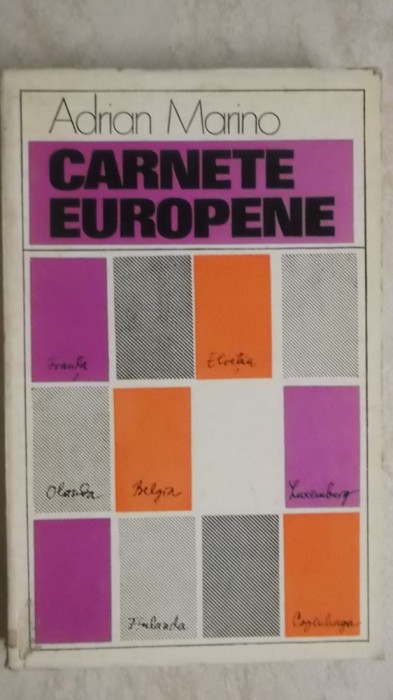 Adrian Marino
CARNETE
EUROPENE
Franța
Elveția
Olanda
Belgia
Luxemburg
Finlanda
Copenhaga